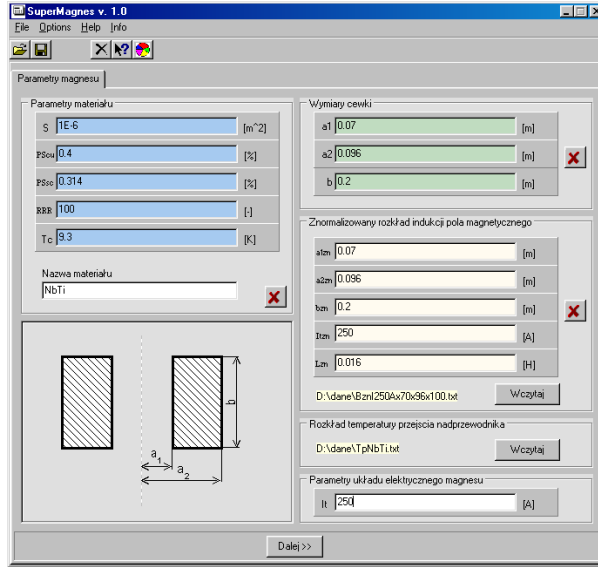 SuperMagnes v. 1.0
File Options Help Info
Parametry magnesu
Parametry materiału
S 1E-6 [m^2]
PScu 0.4 [%]
PSsc 0.314 [%]
RRR 100 [-]
Tc 9.3 [K]
Nazwa materiału
NbTi
a1
a2
b
Wymiary cewki
a1 0.07 [m]
a2 0.096 [m]
b 0.2 [m]
Znormalizowany rozkład indukcji pola magnetycznego
a1zn 0.07 [m]
a2zn 0.096 [m]
bzn 0.2 [m]
Itzn 250 [A]
Lzn 0.016 [H]
D:\dane\BznI250Ax70x96x100.txt Wczytaj
Rozkład temperatury przejscia nadprzewodnika
D:\dane\TpNbTi.txt Wczytaj
Parametry układu elektrycznego magnesu
It 250 [A]
Dalej >>